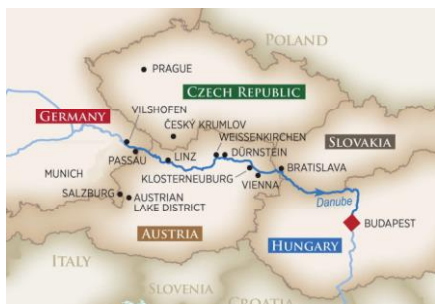 POLAND
PRAGUE
CZECH REPUBLIC
GERMANY
VILSHOFEN
ČESKÝ KRUMLOV
WEISSENKIRCHEN
SLOVAKIA
PASSAU
LINZ
DÜRNSTEIN
MUNICH
KLOSTERNEUBURG
BRATISLAVA
VIENNA
SALZBURG
AUSTRIAN
LAKE DISTRICT
Danube
BUDAPEST
AUSTRIA
HUNGARY
ITALY
SLOVENIA
CROATIA